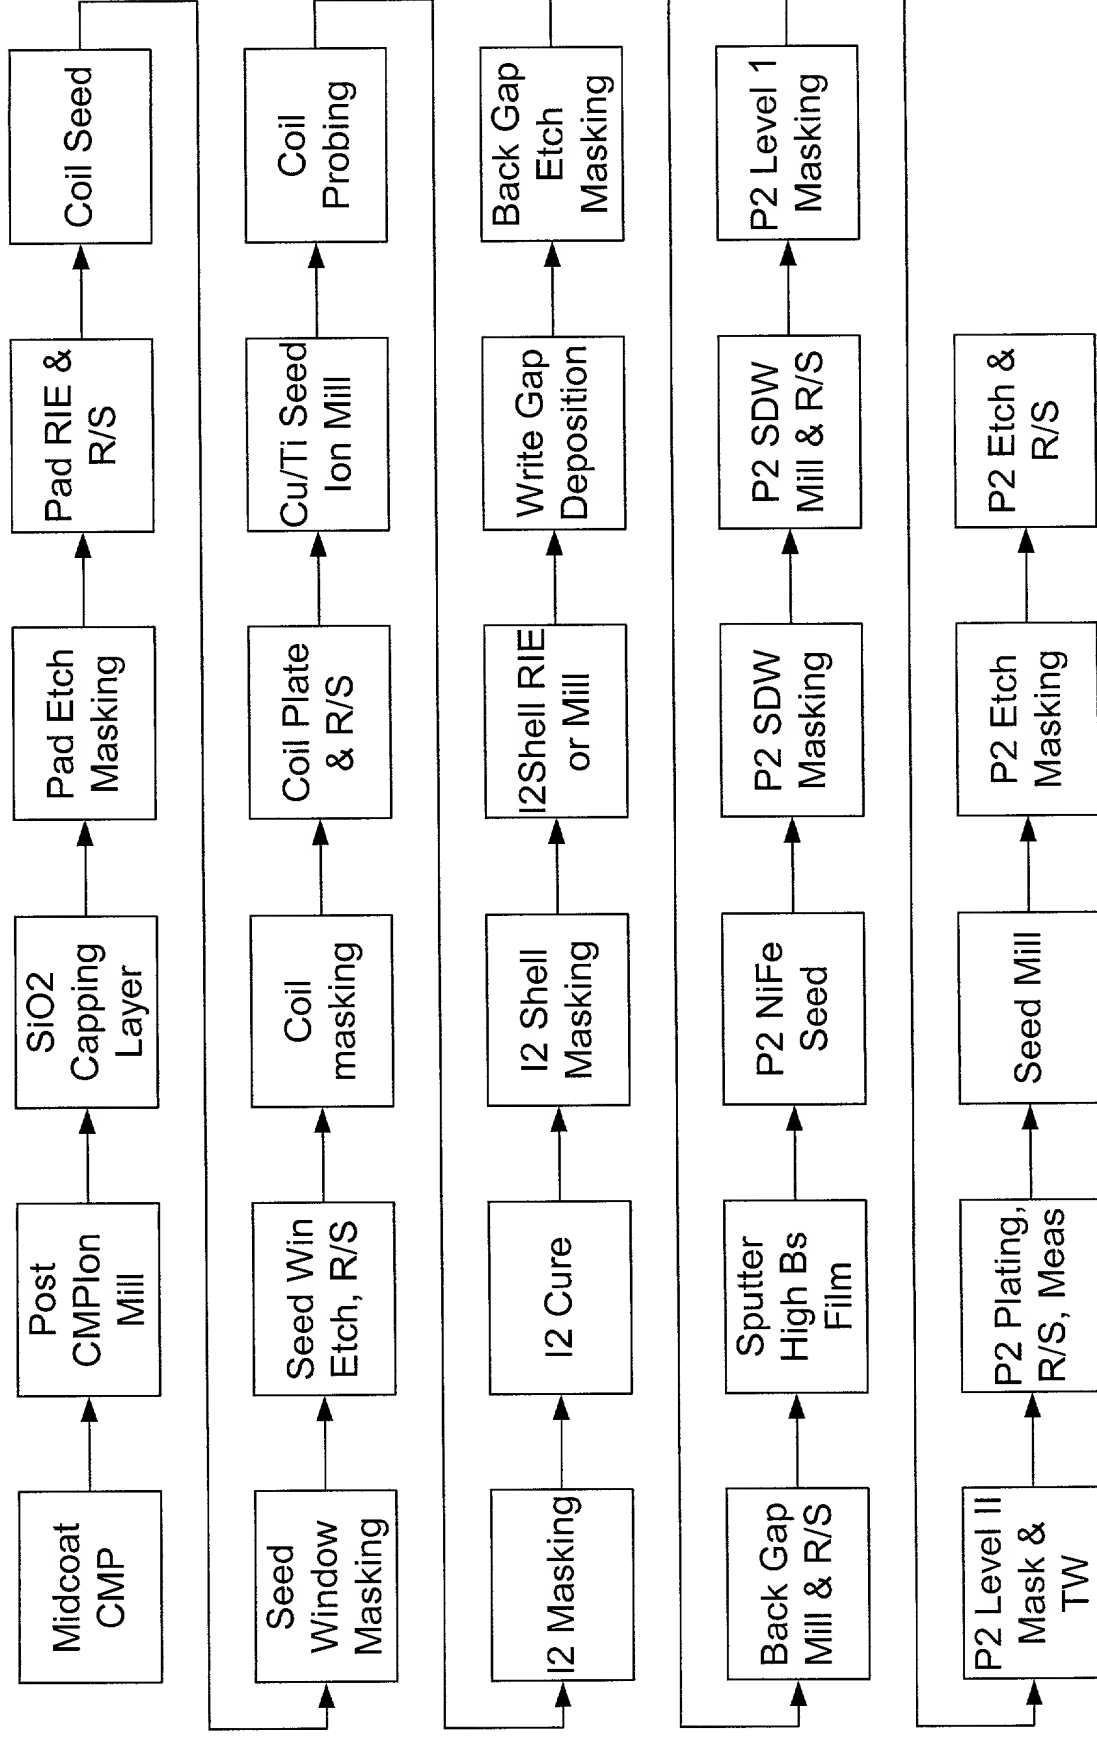 Midcoat
CMP
Post
CMPIon
Mill
SiO2
Capping
Layer
Pad Etch
Masking
Pad RIE &
R/S
Coil Seed
Seed
Window
Masking
Seed Win
Etch, R/S
Coil
masking
Coil Plate
& R/S
Cu/Ti Seed
Ion Mill
Coil
Probing
I2 Masking
I2 Cure
I2 Shell
Masking
I2Shell RIE
or Mill
Write Gap
Deposition
Back Gap
Etch
Masking
Back Gap
Mill & R/S
Sputter
High Bs
Film
P2 NiFe
Seed
P2 SDW
Masking
P2 SDW
Mill & R/S
P2 Level 1
Masking
P2 Level II
Mask &
TW
P2 Plating,
R/S, Meas
Seed Mill
P2 Etch
Masking
P2 Etch &
R/S